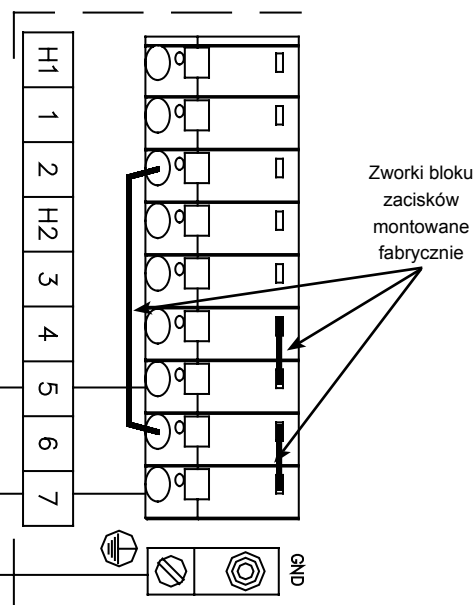 H1
1
2
H2
3
4
5
6
7
Zworki bloku
zacisków
montowane
fabrycznie
GND